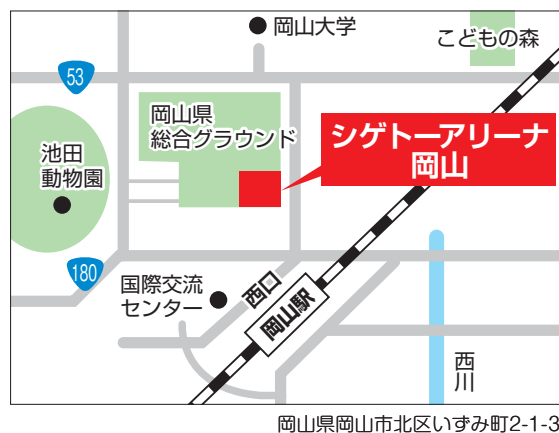 岡山大学
こどもの森
53
岡山県
総合グラウンド
シゲトーアリーナ
岡山
池田
動物園
180
国際交流
センター
西口
岡山駅
西川
岡山県岡山市北区いずみ町2-1-3